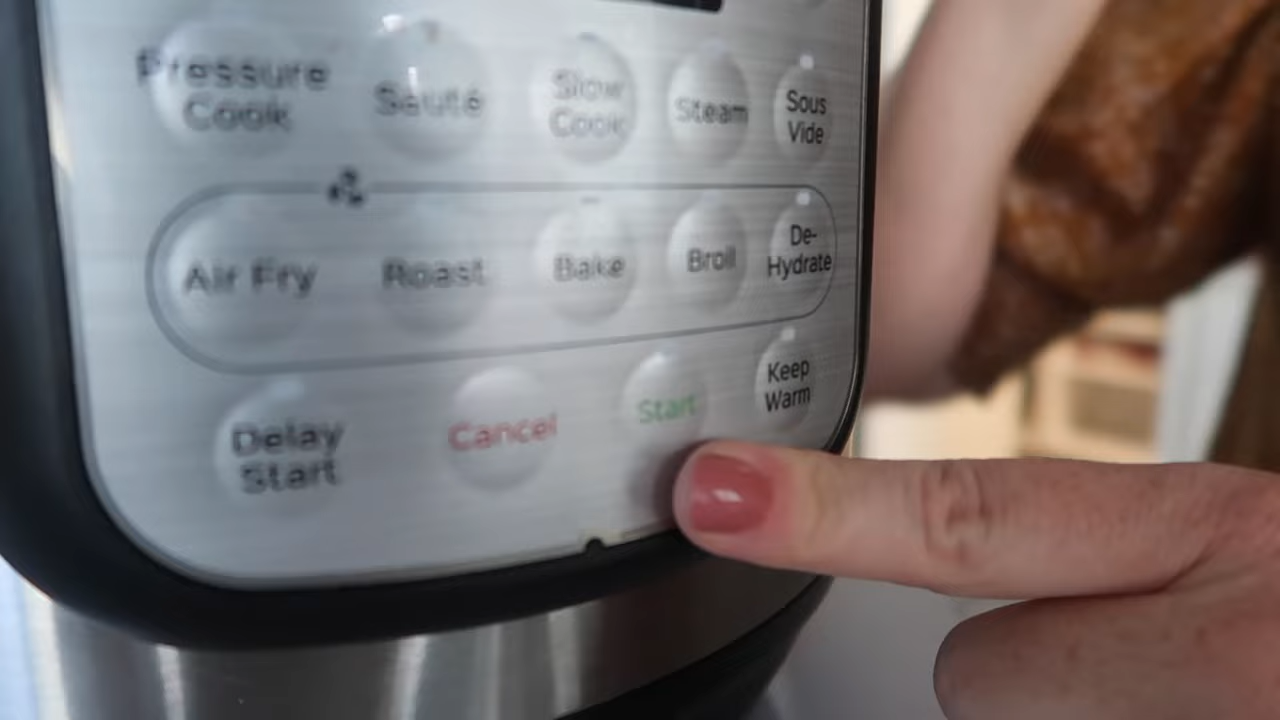 Pressure
Cook
Sauté
Slow
Cook
Steam
Sous
Vide
Air Fry
Roast
Bake
Broil
De-
Hydrate
Delay
Start
Cancel
Start
Keep
Warm